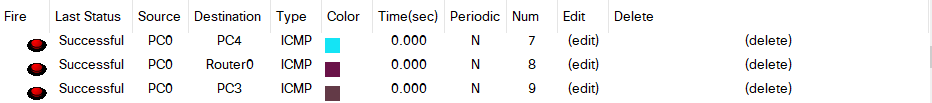 Fire Last Status Source Destination Type Color Time(sec) Periodic Num Edit Delete
Successful PC0 PC4 ICMP 0.000 N 7 (edit) (delete)
Successful PC0 Router0 ICMP 0.000 N 8 (edit) (delete)
Successful PC0 PC3 ICMP 0.000 N 9 (edit) (delete)